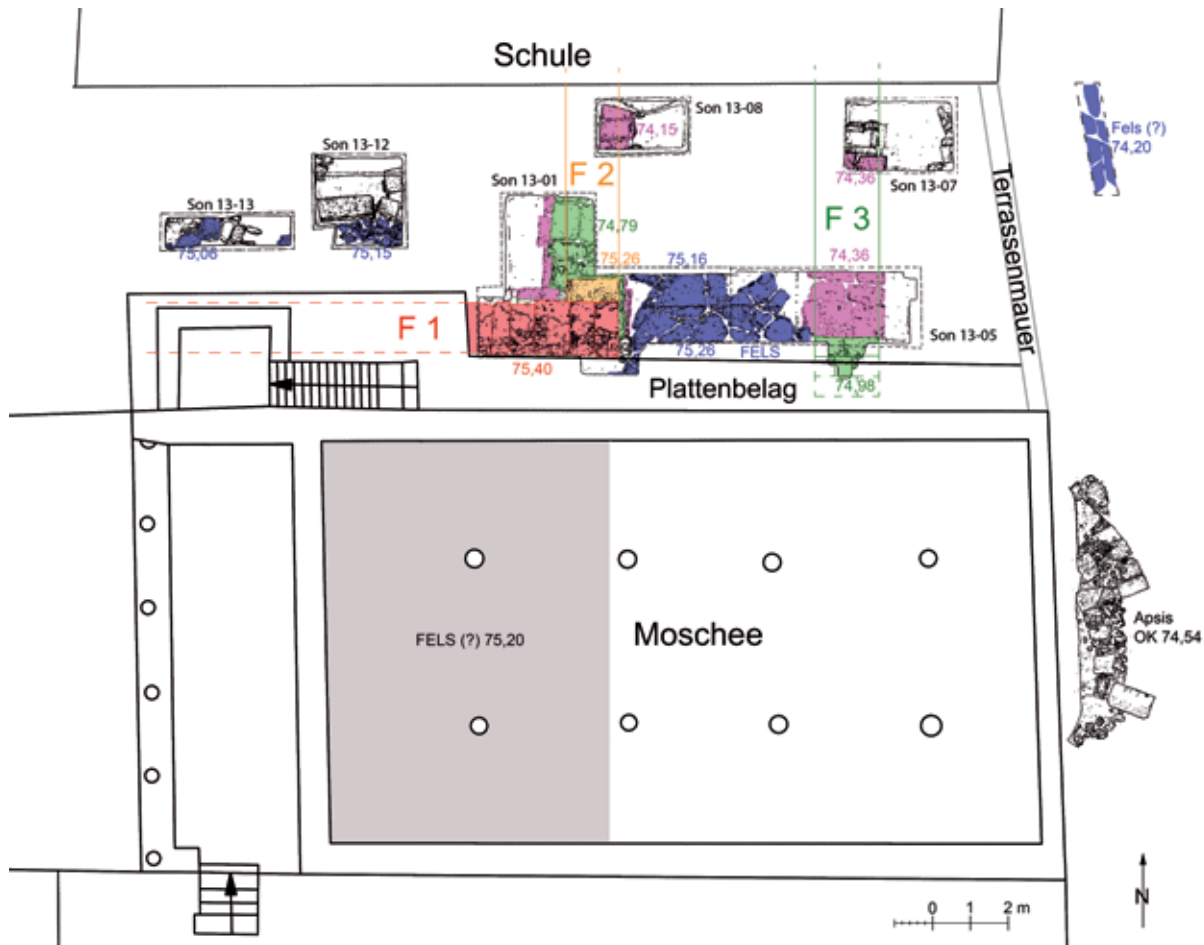 Schule
Son 13-08
74,15
Fels (?)
74,20
Son 13-12
Son 13-01
F 2
74,36
Son 13-07
Terrassenmauer
Son 13-13
75,06
75,15
74,79
75,26
75,16
F 3
74,36
F 1
75,40
75,26
FELS
Son 13-05
Plattenbelag
74,98
FELS (?) 75,20
Moschee
Apsis
OK 74,54
N
0 1 2 m